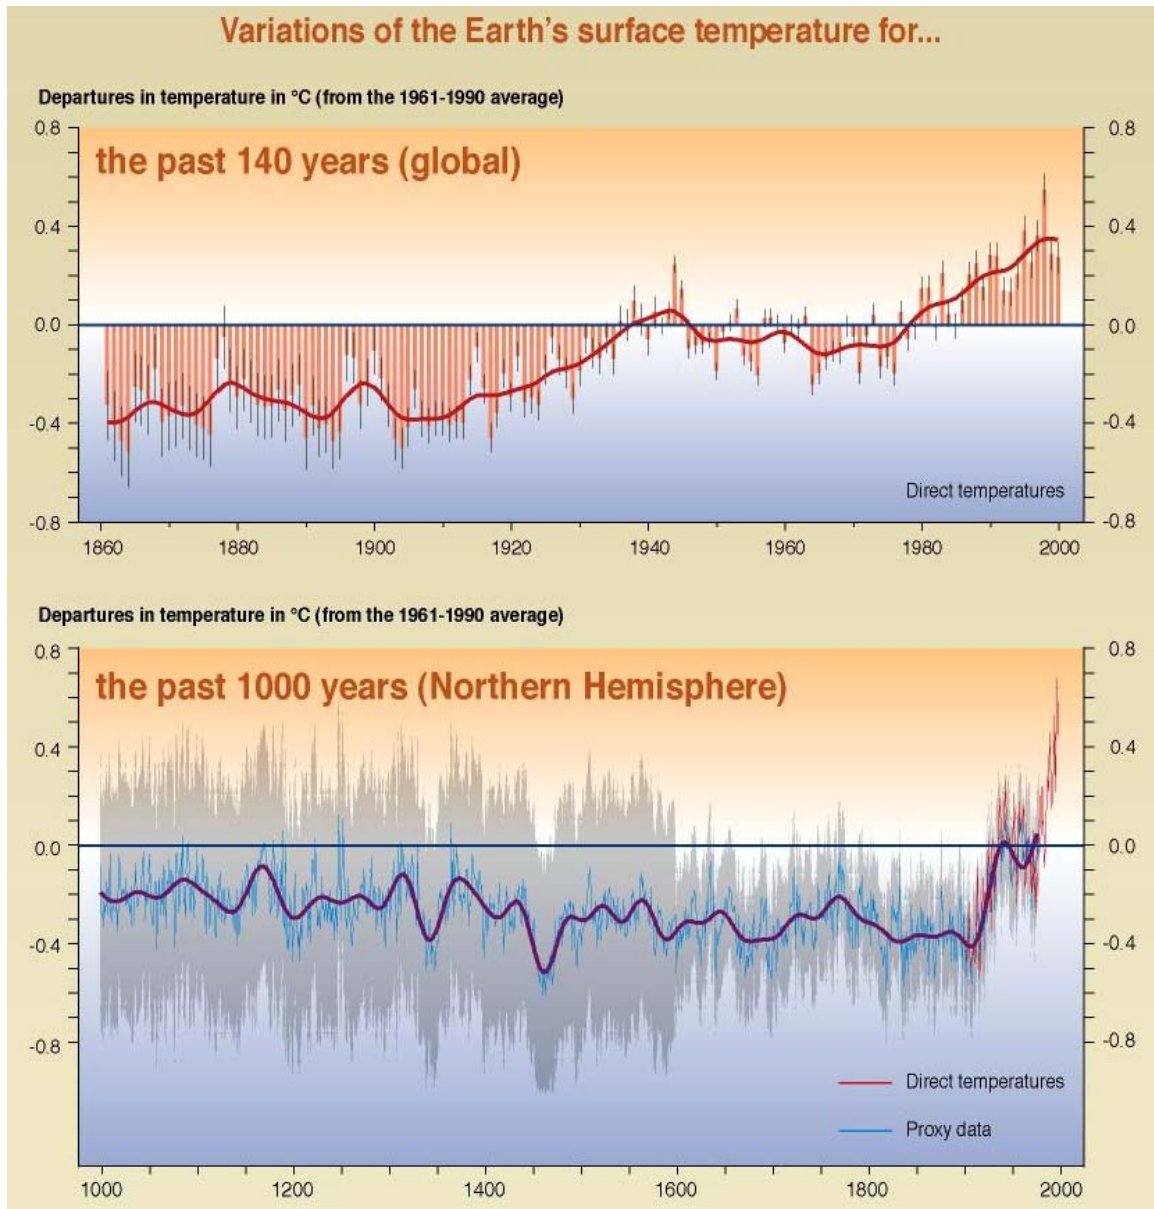 Variations of the Earth's surface temperature for...
Departures in temperature in °C (from the 1961-1990 average)
the past 140 years (global)
0.8 0.8
0.4 0.4
0.0 0.0
-0.4 -0.4
-0.8 -0.8
Direct temperatures
1860 1880 1900 1920 1940 1960 1980 2000
Departures in temperature in °C (from the 1961-1990 average)
the past 1000 years (Northern Hemisphere)
0.8 0.8
0.4 0.4
0.0 0.0
-0.4 -0.4
-0.8 -0.8
Direct temperatures
Proxy data
1000 1200 1400 1600 1800 2000